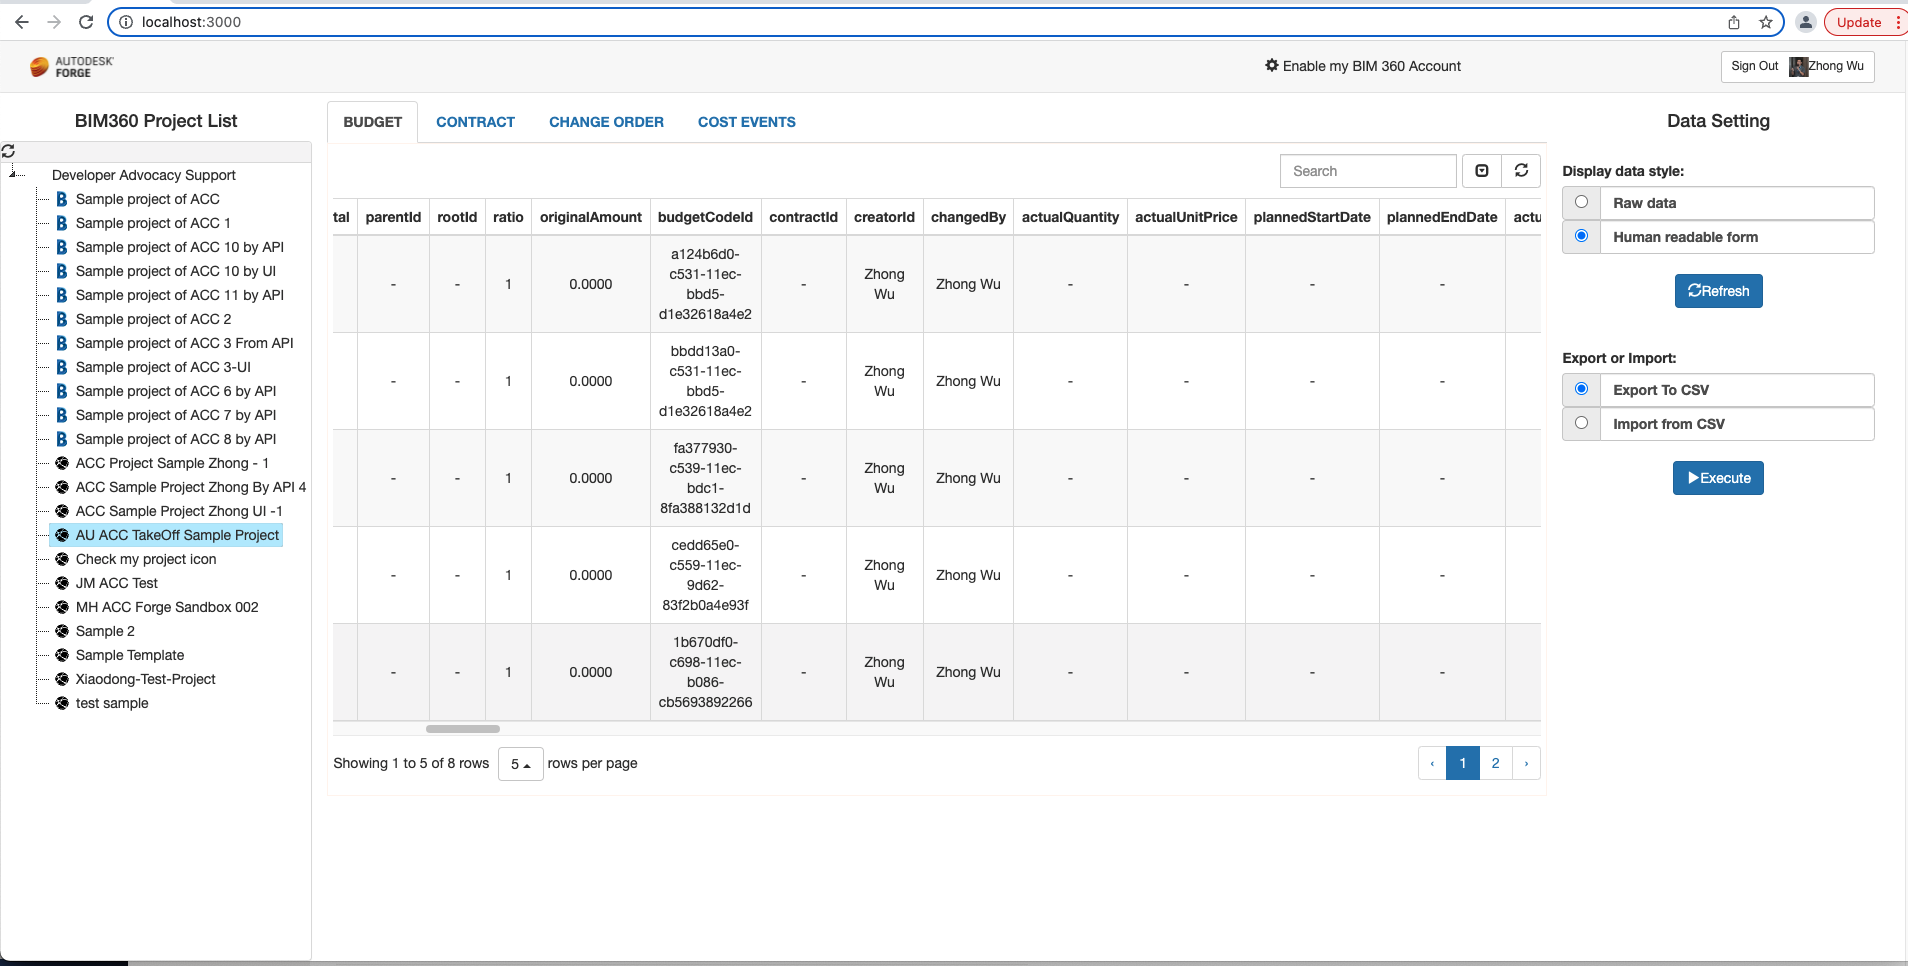 localhost:3000
Update
AUTODESK
FORGE
Enable my BIM 360 Account
Sign Out Zhong Wu
BIM360 Project List
Developer Advocacy Support
Sample project of ACC
Sample project of ACC 1
Sample project of ACC 10 by API
Sample project of ACC 10 by UI
Sample project of ACC 11 by API
Sample project of ACC 2
Sample project of ACC 3 From API
Sample project of ACC 3-UI
Sample project of ACC 6 by API
Sample project of ACC 7 by API
Sample project of ACC 8 by API
ACC Project Sample Zhong - 1
ACC Sample Project Zhong By API 4
ACC Sample Project Zhong UI -1
AU ACC TakeOff Sample Project
Check my project icon
JM ACC Test
MH ACC Forge Sandbox 002
Sample 2
Sample Template
Xiaodong-Test-Project
test sample
BUDGET CONTRACT CHANGE ORDER COST EVENTS
Search
tal parentId rootId ratio originalAmount budgetCodeId contractId creatorId changedBy actualQuantity actualUnitPrice plannedStartDate plannedEndDate actu
a124b6d0-
c531-11ec-
bbd5-
d1e32618a4e2
- - 1 0.0000 - Zhong
Wu
Zhong Wu - - - -
bbdd13a0-
c531-11ec-
bbd5-
d1e32618a4e2
- - 1 0.0000 - Zhong
Wu
Zhong Wu - - - -
fa377930-
c539-11ec-
bdc1-
8fa388132d1d
- - 1 0.0000 - Zhong
Wu
Zhong Wu - - - -
cedd65e0-
c559-11ec-
9d62-
83f2b0a4e93f
- - 1 0.0000 - Zhong
Wu
Zhong Wu - - - -
1b670df0-
c698-11ec-
b086-
cb5693892266
- - 1 0.0000 - Zhong
Wu
Zhong Wu - - - -
Showing 1 to 5 of 8 rows 5 rows per page
‹ 1 2 ›
Data Setting
Display data style:
Raw data
Human readable form
Refresh
Export or Import:
Export To CSV
Import from CSV
Execute